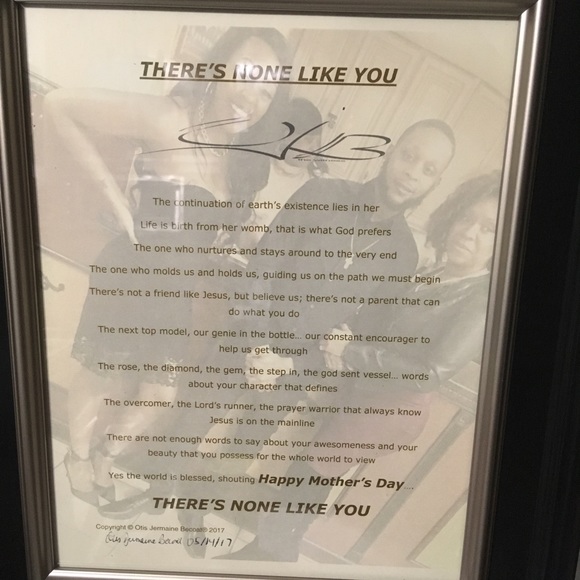 THERE'S NONE LIKE YOU
The continuation of earth's existence lies in her
Life is birth from her womb, that is what God prefers
The one who nurtures and stays around to the very end
The one who molds us and holds us, guiding us on the path we must begin
There's not a friend like Jesus, but believe us; there's not a parent that can
do what you do
The next top model, our genie in the bottle... our constant encourager to
help us get through
The rose, the diamond, the gem, the step in, the god sent vessel... words
about your character that defines
The overcomer, the Lord's runner, the prayer warrior that always know
Jesus is on the mainline
There are not enough words to say about your awesomeness and your
beauty that you possess for the whole world to view
Yes the world is blessed, shouting Happy Mother's Day...
THERE'S NONE LIKE YOU
Copyright © Otis Jermaine 2017
Otis Jermaine 05/14/17